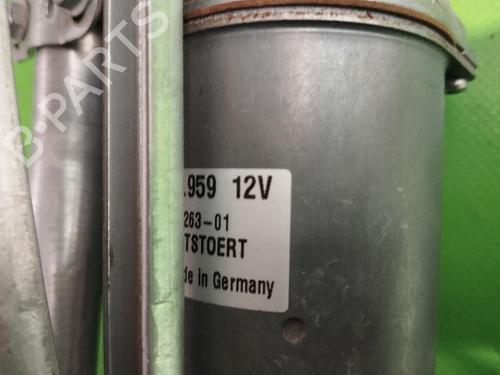 B-PARTS
.959 12V
263-01
TSTOERT
de in Germany